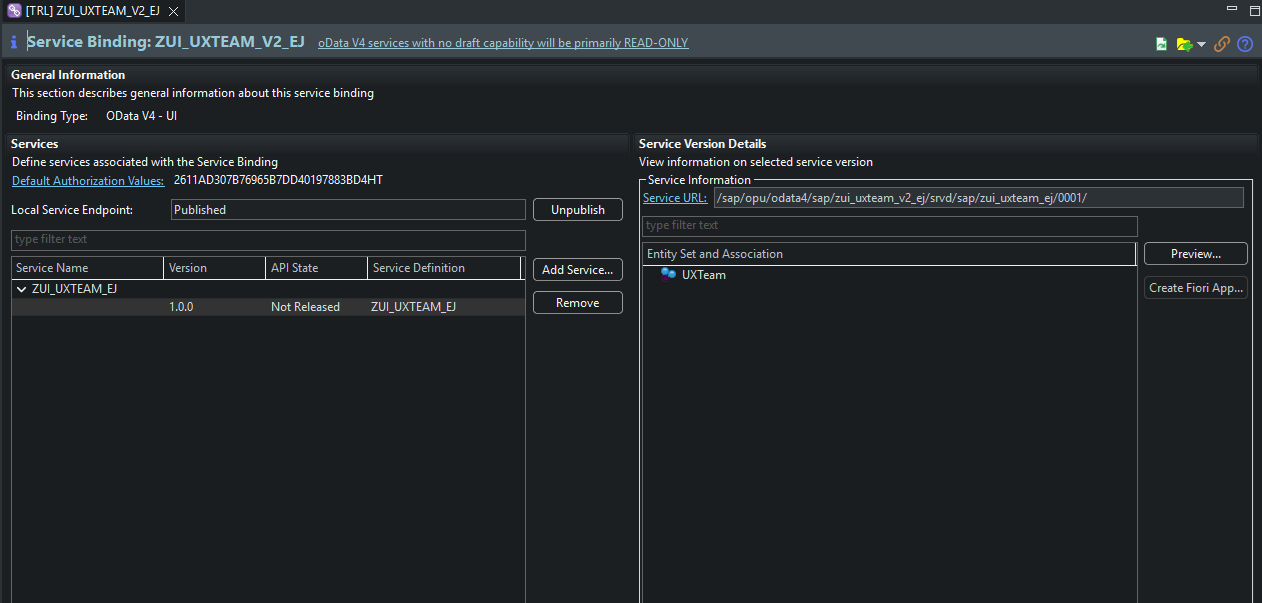 [TRL] ZUI_UXTEAM_V2_EJ
Service Binding: ZUI_UXTEAM_V2_EJ oData V4 services with no draft capability will be primarily READ-ONLY
General Information
This section describes general information about this service binding
Binding Type: OData V4 - UI
Services
Define services associated with the Service Binding
Default Authorization Values: 2611AD307B76965B7DD40197883BD4HT
Local Service Endpoint: Published Unpublish
type filter text
Service Name Version API State Service Definition Add Service...
ZUI_UXTEAM_EJ
1.0.0 Not Released ZUI_UXTEAM_EJ Remove
Service Version Details
View information on selected service version
Service Information
Service URL: /sap/opu/odata4/sap/zui_uxteam_v2_ej/srvd/sap/zui_uxteam_ej/0001/
type filter text
Entity Set and Association Preview...
UXTeam
Create Fiori App...